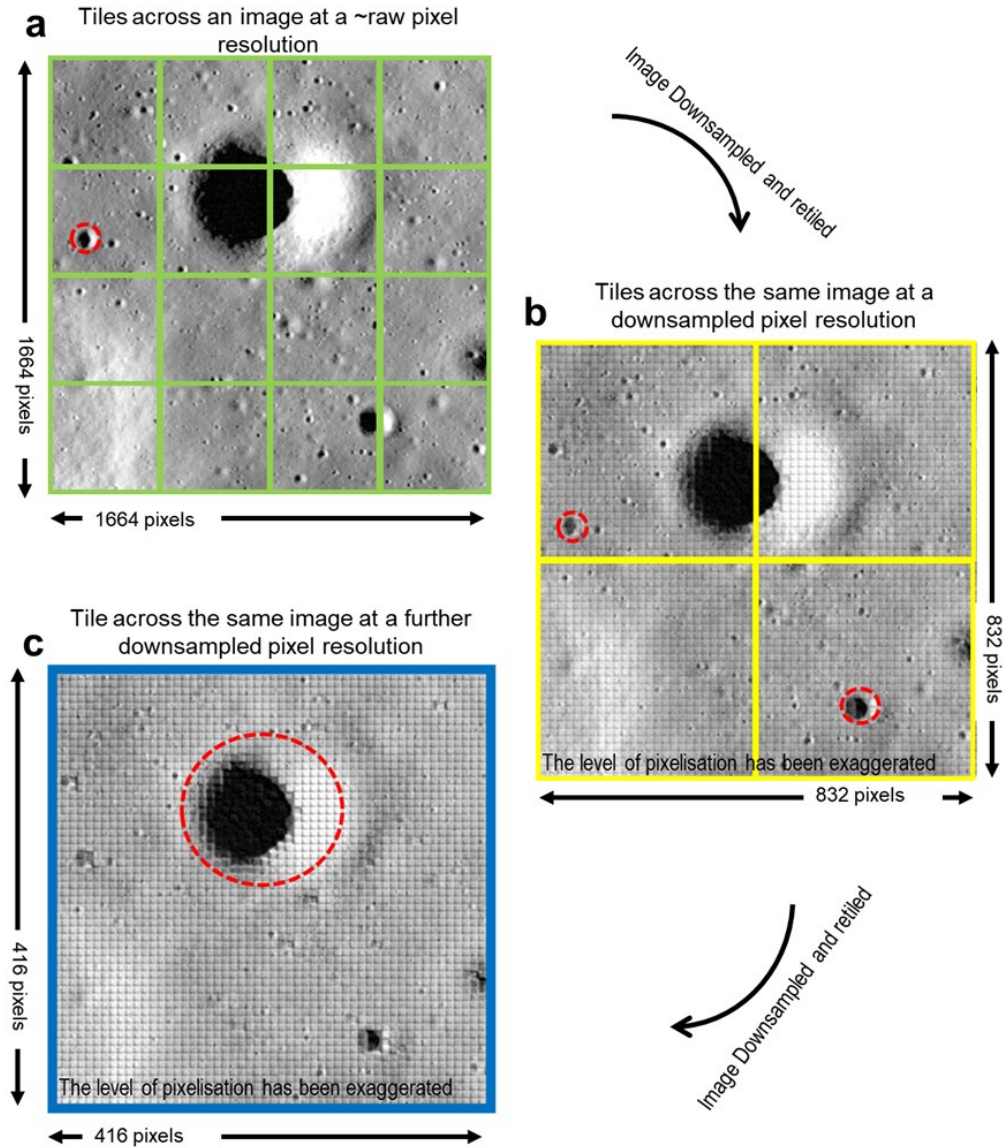 a
Tiles across an image at a ~raw pixel
resolution
1664 pixels
1664 pixels
Image Downsampled and retiled
b
Tiles across the same image at a
downsampled pixel resolution
The level of pixelisation has been exaggerated
832 pixels
832 pixels
c
Tile across the same image at a further
downsampled pixel resolution
416 pixels
The level of pixelisation has been exaggerated
416 pixels
Image Downsampled and retiled